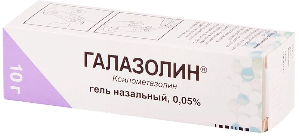 10 г
ГАЛАЗОЛИН®
Ксилометазолин
гель назальный, 0,05%